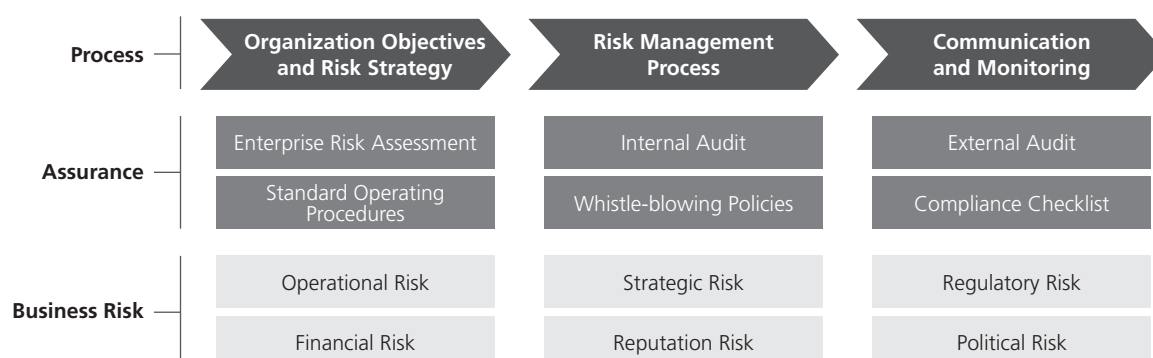 Process
Organization Objectives
and Risk Strategy
Risk Management
Process
Communication
and Monitoring
Assurance
Enterprise Risk Assessment
Internal Audit
External Audit
Standard Operating
Procedures
Whistle-blowing Policies
Compliance Checklist
Business Risk
Operational Risk
Strategic Risk
Regulatory Risk
Financial Risk
Reputation Risk
Political Risk